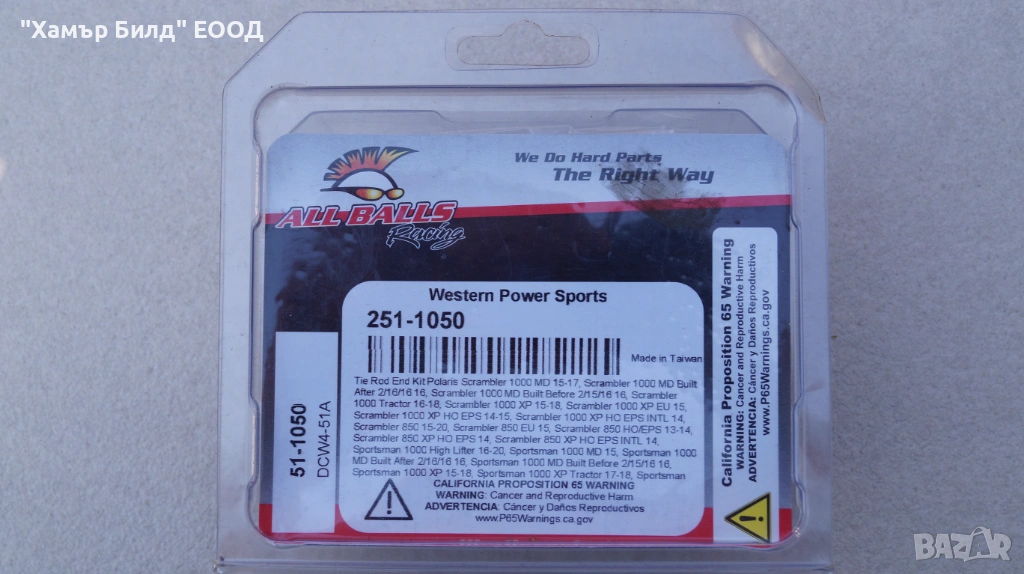 "Хамър Билд" ЕООД
We Do Hard Parts
The Right Way
ALL BALLS
Racing
Western Power Sports
251-1050
Made in Taiwan
Tie Rod End Kit Polaris Scrambler 1000 MD 15-17, Scrambler 1000 MD Built
After 2/16/16 16, Scrambler 1000 MD Built Before 2/15/16 16, Scrambler
1000 Tractor 16-18, Scrambler 1000 XP 15-18, Scrambler 1000 XP EU 15,
Scrambler 1000 XP HO EPS 14-15, Scrambler 1000 XP HO EPS INTL 14,
Scrambler 850 15-20, Scrambler 850 EU 15, Scrambler 850 HO/EPS 13-14,
Scrambler 850 XP HO EPS 14, Scrambler 850 XP HO EPS INTL 14,
Sportsman 1000 High Lifter 16-20, Sportsman 1000 MD 15, Sportsman 1000
MD Built After 2/16/16 16, Sportsman 1000 MD Built Before 2/15/16 16,
Sportsman 1000 XP 15-18, Sportsman 1000 XP Tractor 17-18, Sportsman
CALIFORNIA PROPOSITION 65 WARNING
WARNING: Cancer and Reproductive Harm
ADVERTENCIA: Cáncer y Daños Reproductivos
www.P65Warnings.ca.gov
51-1050
DCW4-51A
California Proposition 65 Warning
WARNING: Cancer and Reproductive Harm
ADVERTENCIA: Cáncer y Daños Reproductivos
www.P65Warnings.ca.gov
BAZAR